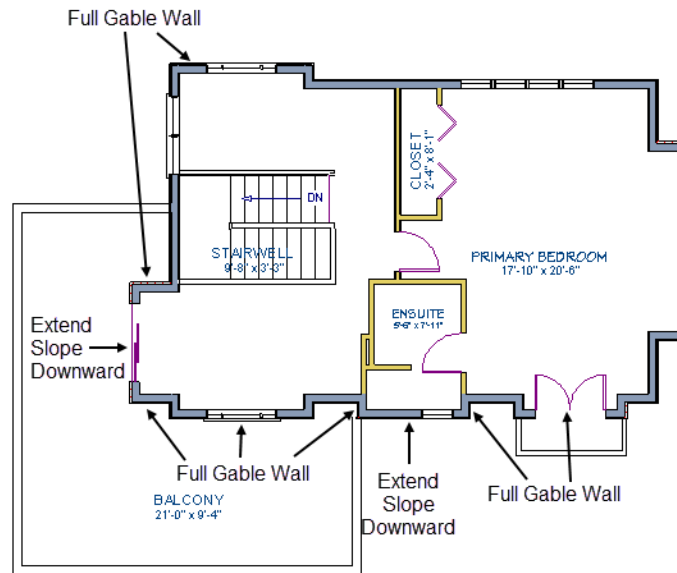 Full Gable Wall
CLOSET
2'-4" x 8'-1"
DN
STAIRWELL
9'-8" x 3'-3"
PRIMARY BEDROOM
17'-10" x 20'-6"
ENSUITE
5'-6" x 7'-11"
Extend
Slope
Downward
Full Gable Wall
Extend
Slope
Downward
Full Gable Wall
BALCONY
21'-0" x 9'-4"